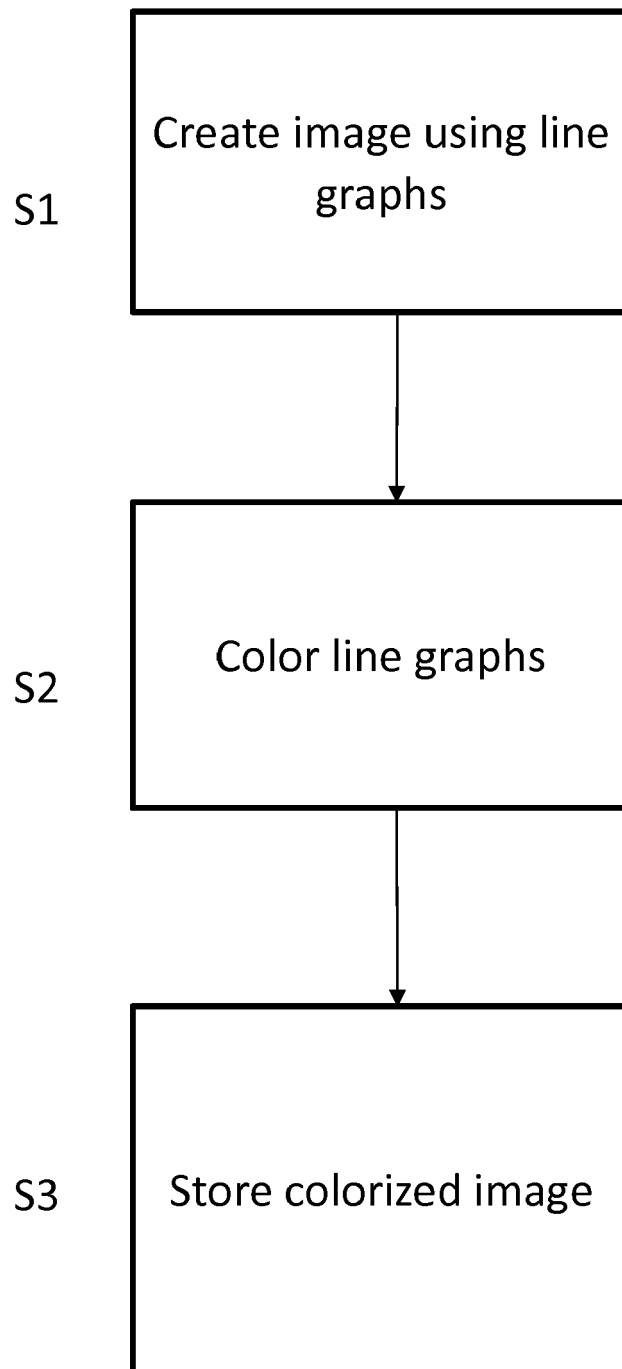 S1
Create image using line
graphs
S2
Color line graphs
S3
Store colorized image